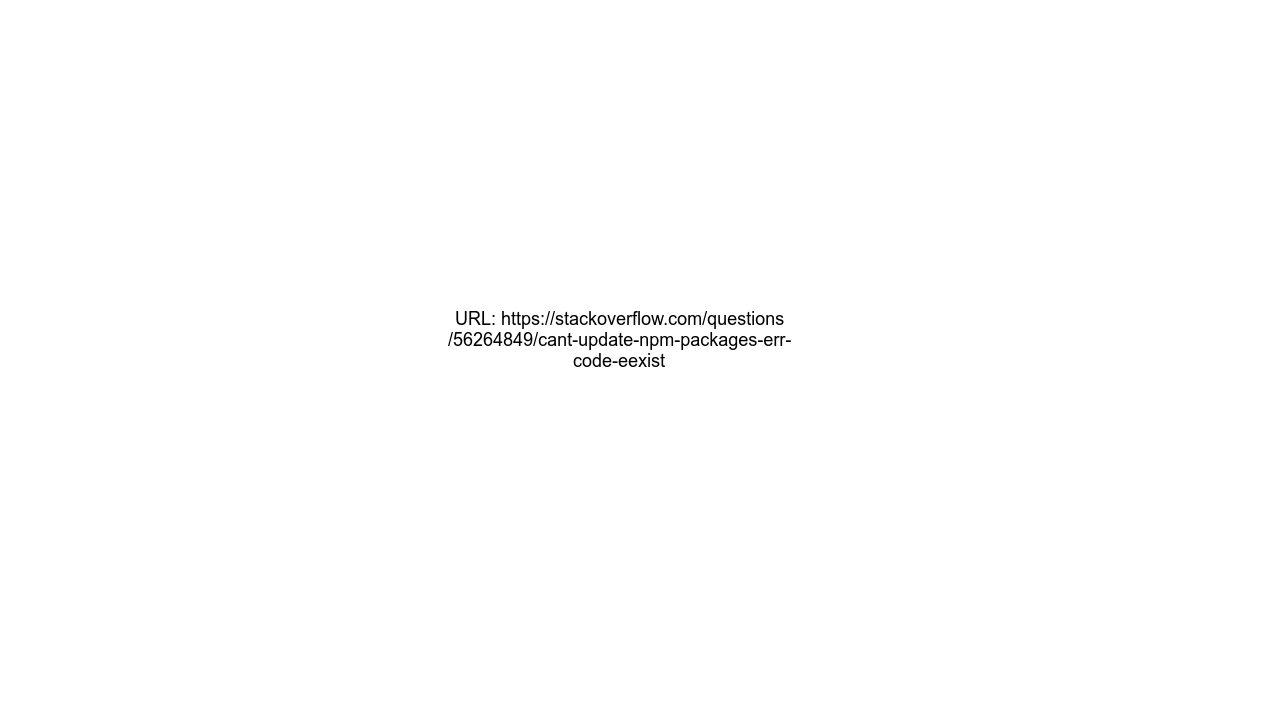 URL: https://stackoverflow.com/questions
/56264849/cant-update-npm-packages-err-
code-eexist